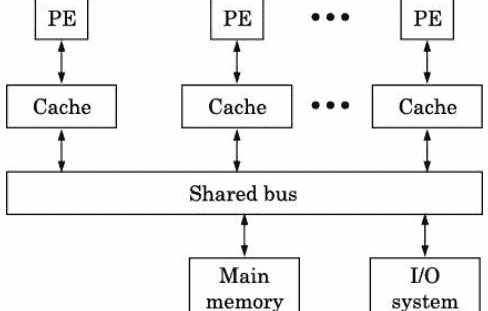 PE PE PE
Cache Cache Cache
Shared bus
Main I/O
memory system